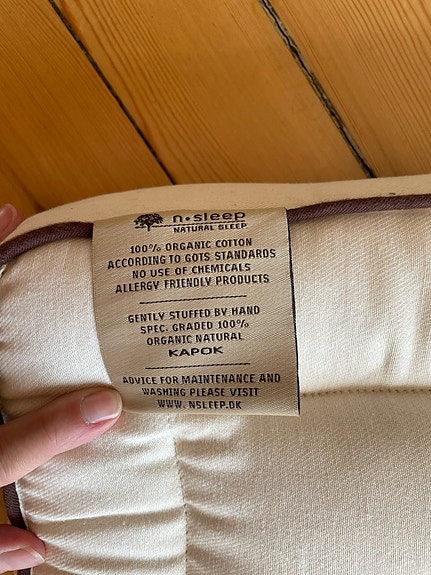 n•sleep
NATURAL SLEEP
100% ORGANIC COTTON
ACCORDING TO GOTS STANDARDS
NO USE OF CHEMICALS
ALLERGY FRIENDLY PRODUCTS
GENTLY STUFFED BY HAND
SPEC. GRADED 100%
ORGANIC NATURAL
KAPOK
ADVICE FOR MAINTENANCE AND
WASHING PLEASE VISIT
WWW. NSLEEP.DK